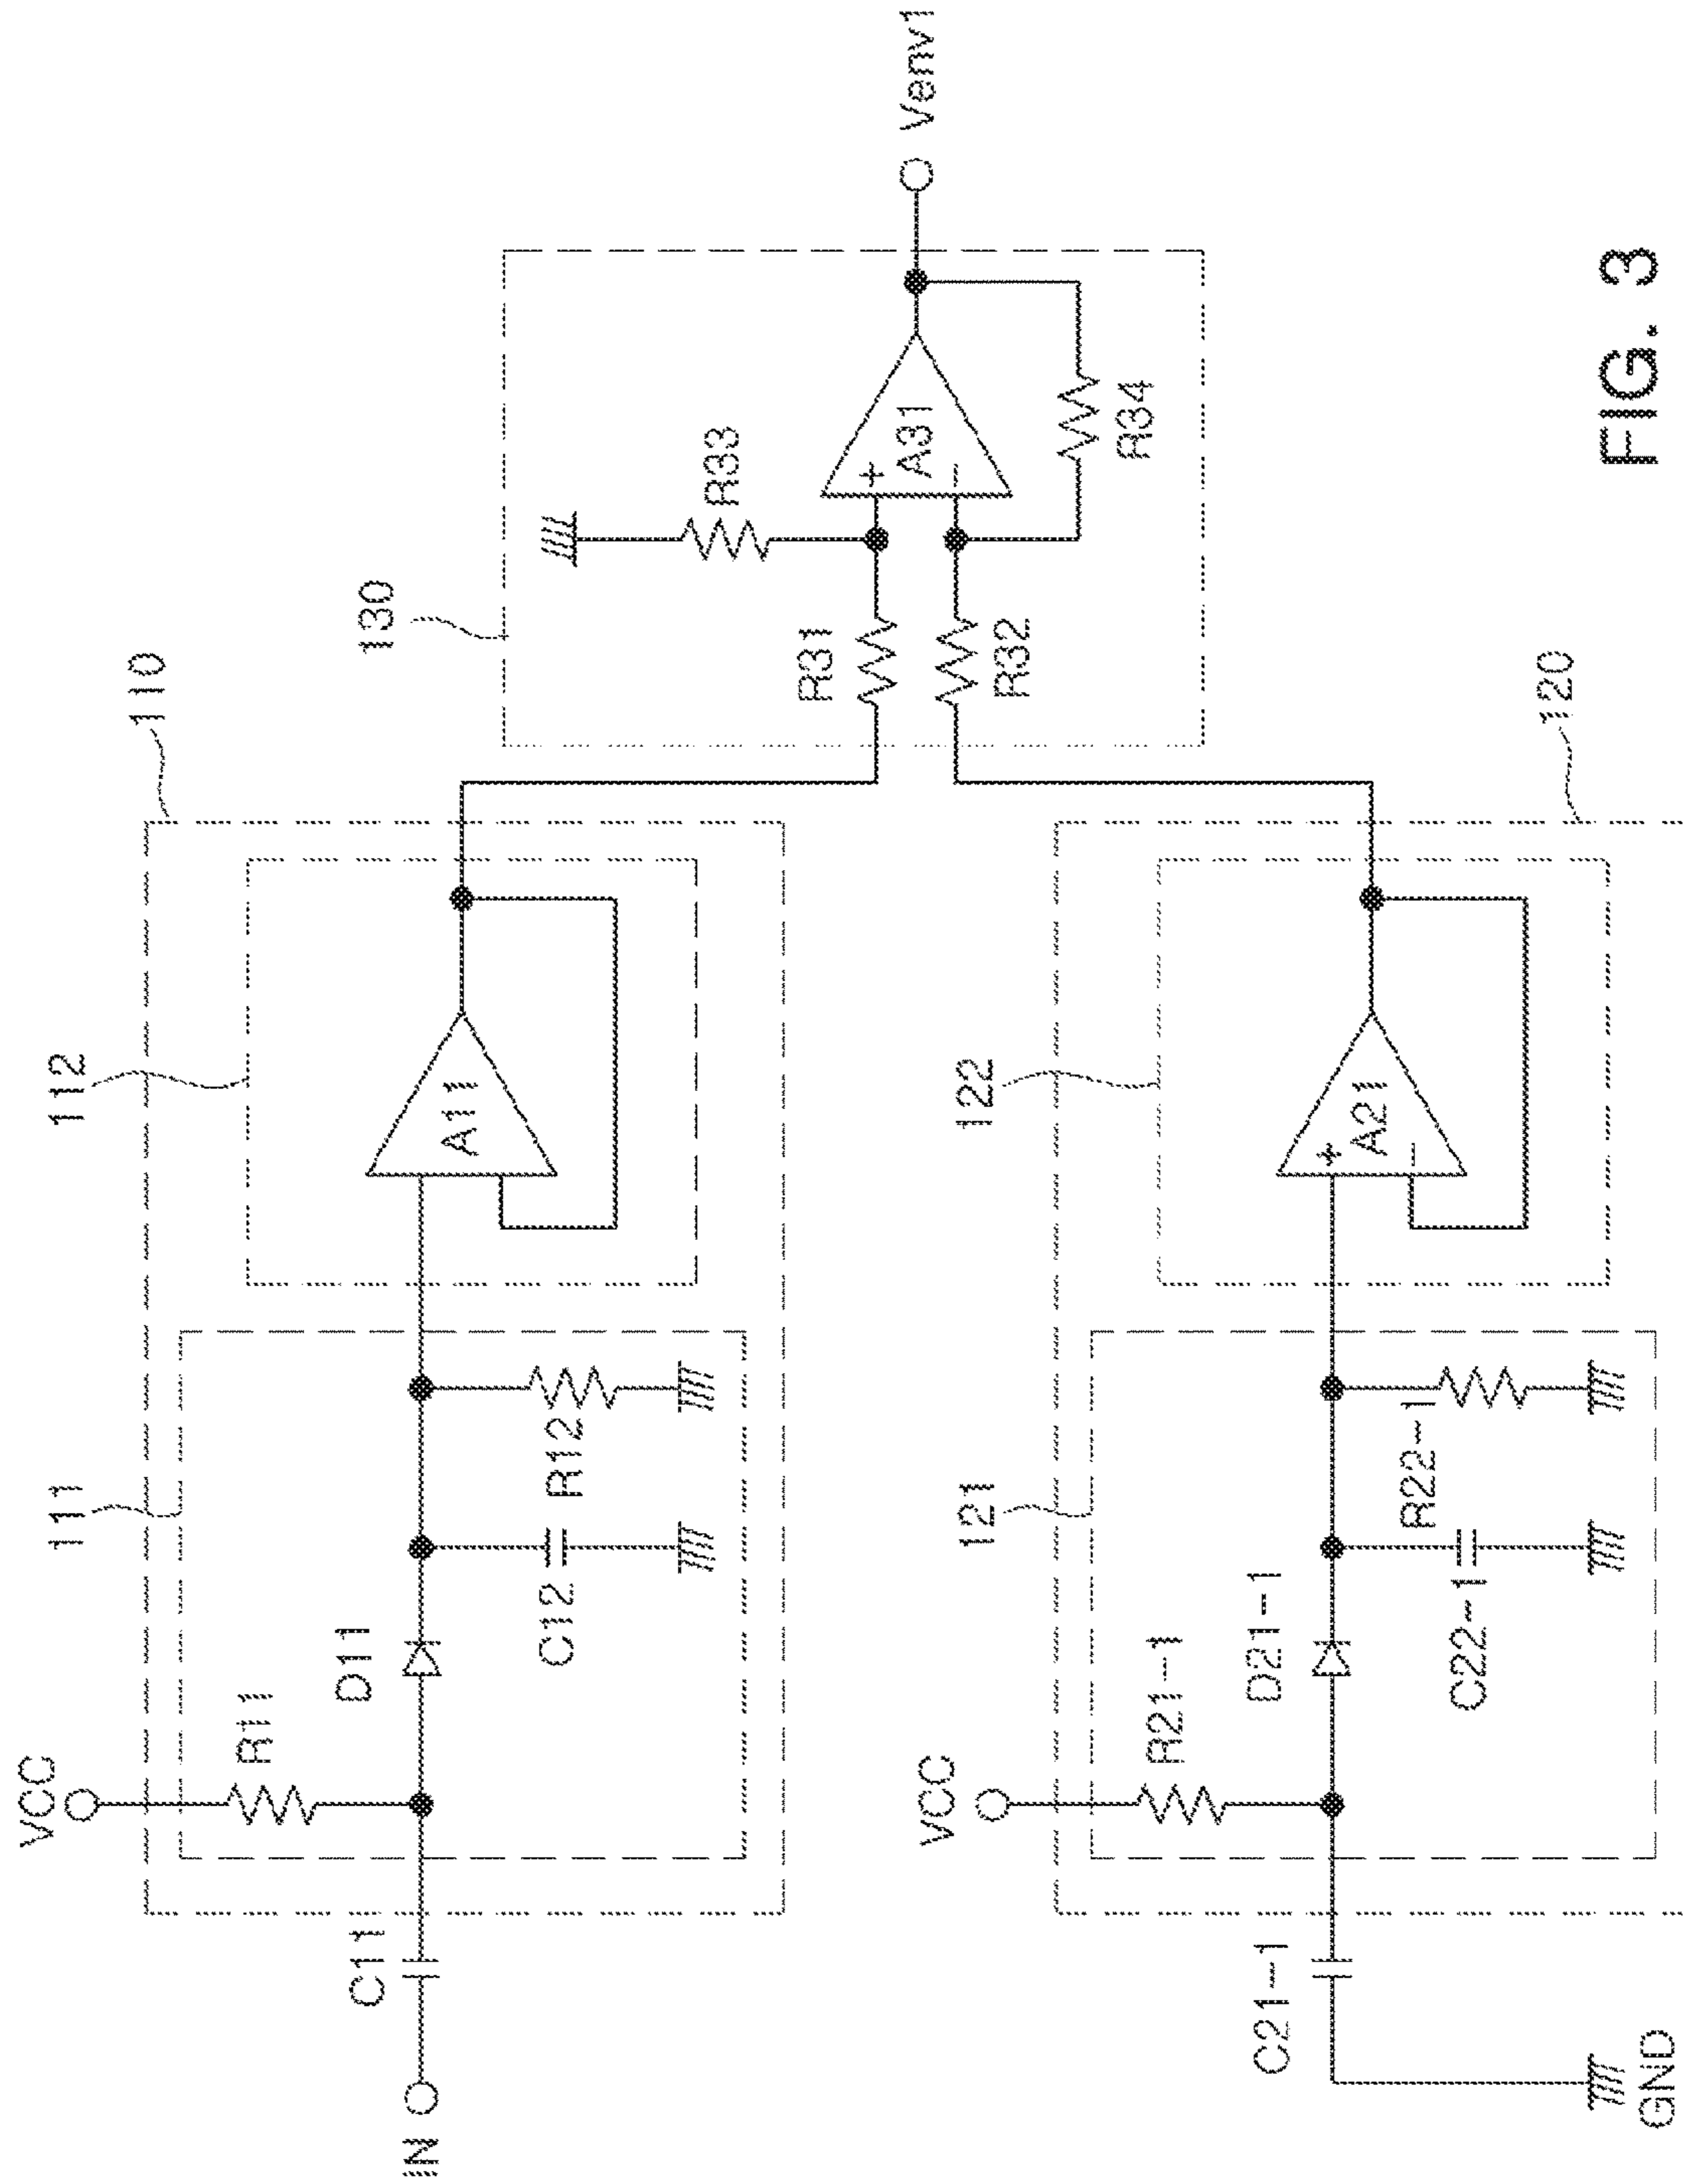 VCC
111
112
110
R11
D11
C11
IN
C12
R12
A11
130
R33
R31
+
A31
−
Venv1
R32
R34
VCC
121
122
120
R21-1
D21-1
C21-1
C22-1
R22-1
+
A21
−
GND
FIG. 3